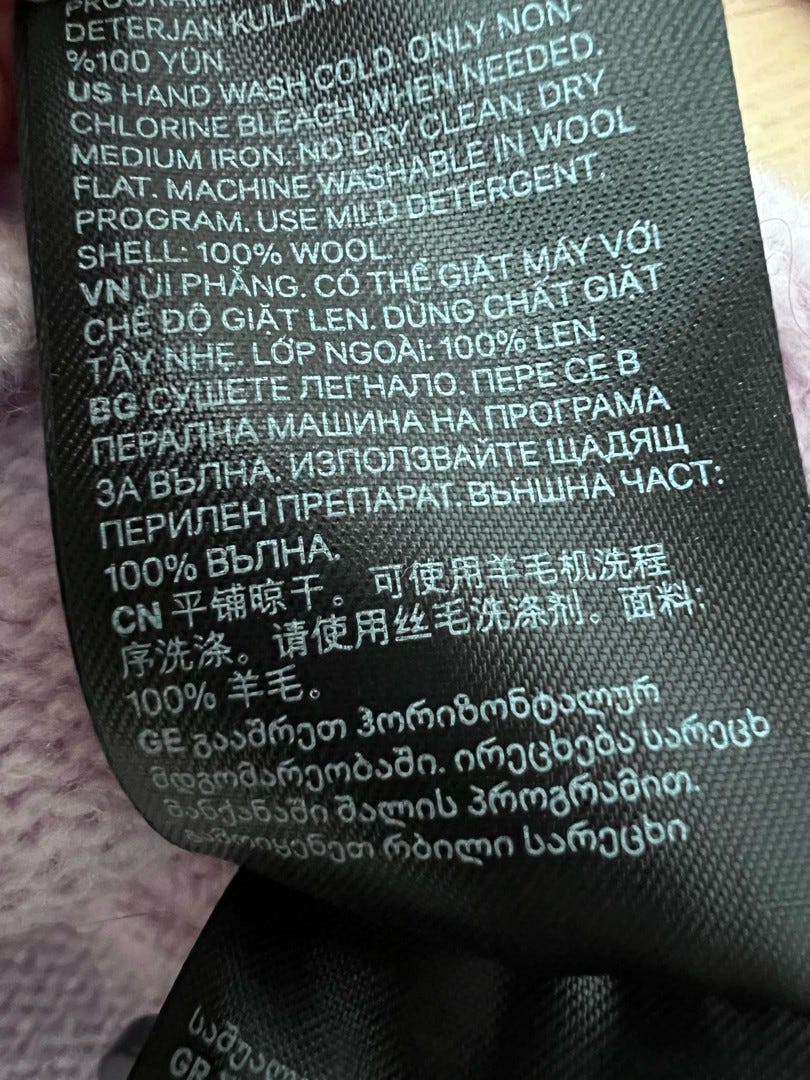 PROGRAM
DETERJAN KULLAN
%100 YÜN.
US HAND WASH COLD. ONLY NON-
CHLORINE BLEACH WHEN NEEDED.
MEDIUM IRON. NO DRY CLEAN. DRY
FLAT. MACHINE WASHABLE IN WOOL
PROGRAM. USE MILD DETERGENT.
SHELL: 100% WOOL.
VN ỦI PHẲNG. CÓ THỂ GIẶT MÁY VỚI
CHẾ ĐỘ GIẶT LEN. DÙNG CHẤT GIẶT
TẨY NHẸ. LỚP NGOÀI: 100% LEN.
BG СУШЕТЕ ЛЕГНАЛО. ПЕРЕ СЕ В
ПЕРАЛНА МАШИНА НА ПРОГРАМА
ЗА ВЪЛНА. ИЗПОЛЗВАЙТЕ ЩАДЯЩ
ПЕРИЛЕН ПРЕПАРАТ. ВЪНШНА ЧАСТ:
100% ВЪЛНА.
CN 平铺晾干。可使用羊毛机洗程
序洗涤。请使用丝毛洗涤剂。面料:
100% 羊毛。
GE გააშრეთ ჰორიზონტალურ
მდგომარეობაში. ირეცხება სარეცხ
მანქანაში შალის პროგრამით.
გამოიყენეთ რბილი სარეცხი
საშუალ
GR